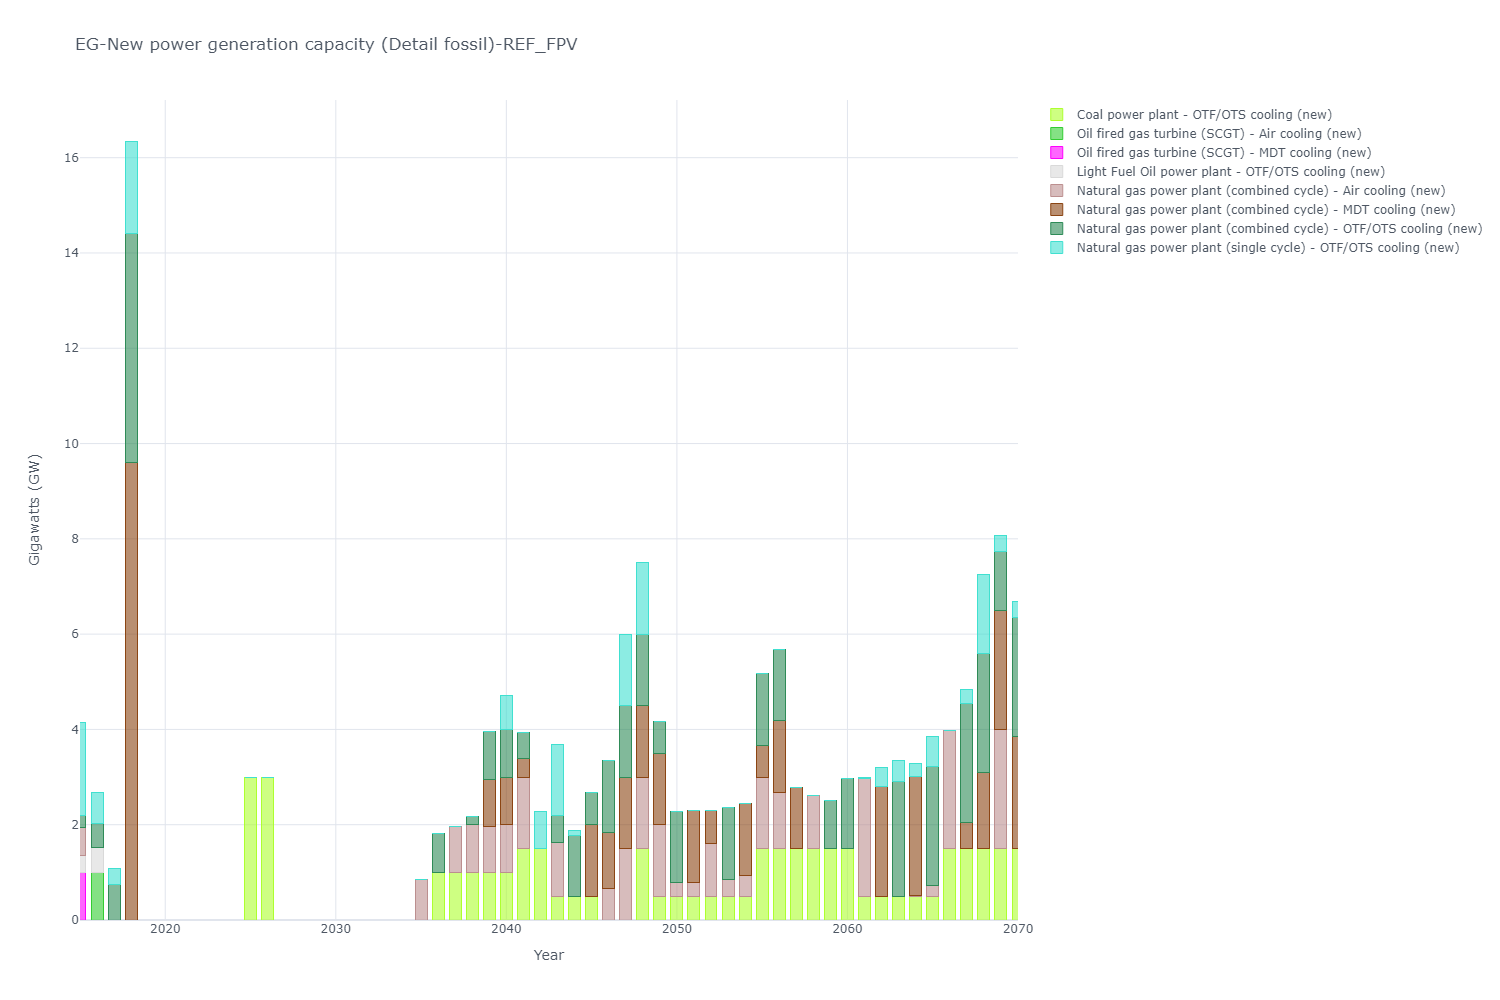 EG-New power generation capacity (Detail fossil)-REF_FPV
Coal power plant - OTF/OTS cooling (new)
Oil fired gas turbine (SCGT) - Air cooling (new)
Oil fired gas turbine (SCGT) - MDT cooling (new)
Light Fuel Oil power plant - OTF/OTS cooling (new)
Natural gas power plant (combined cycle) - Air cooling (new)
Natural gas power plant (combined cycle) - MDT cooling (new)
Natural gas power plant (combined cycle) - OTF/OTS cooling (new)
Natural gas power plant (single cycle) - OTF/OTS cooling (new)
16
14
12
10
8
6
4
2
0
Gigawatts (GW)
2020 2030 2040 2050 2060 2070
Year